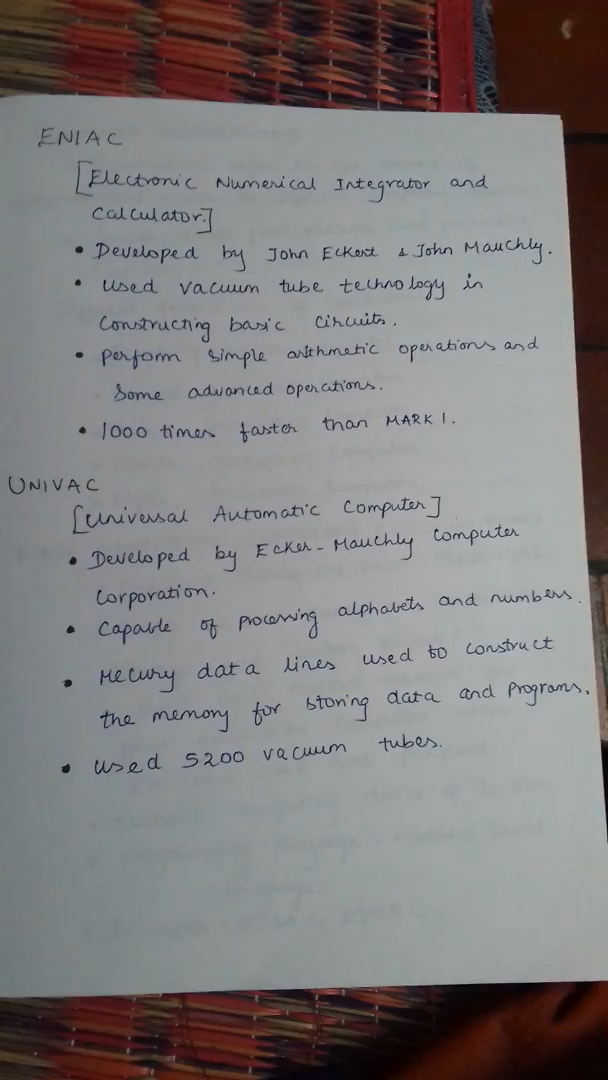 ENIAC
[Electronic Numerical Integrator and
Calculator.]
• Developed by John Eckert & John Mauchly.
• Used vacuum tube technology in
constructing basic circuits.
• perform simple arithmetic operations and
some advanced operations.
• 1000 times faster than MARK 1.
UNIVAC
[Universal Automatic Computer]
• Developed by Ecker-Mauchly Computer
Corporation.
• Capable of processing alphabets and numbers.
• Mecury data lines used to construct
the memory for storing data and programs.
• used 5200 vacuum tubes.